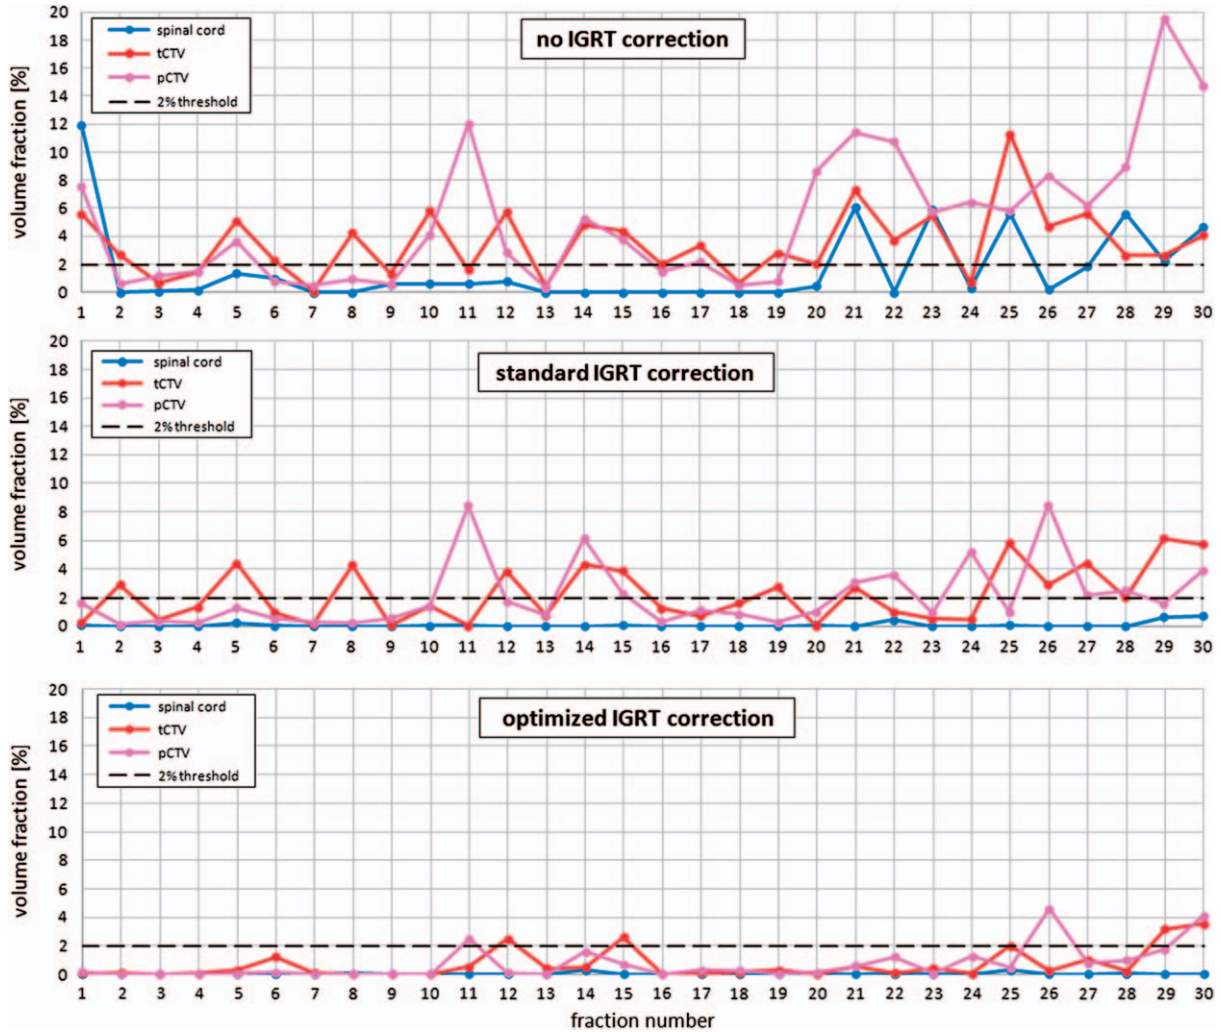 no IGRT correction
volume fraction [%]
20
18
16
14
12
10
8
6
4
2
0
spinal cord
tCTV
pCTV
2% threshold
1 2 3 4 5 6 7 8 9 10 11 12 13 14 15 16 17 18 19 20 21 22 23 24 25 26 27 28 29 30
standard IGRT correction
volume fraction [%]
20
18
16
14
12
10
8
6
4
2
0
spinal cord
tCTV
pCTV
2% threshold
1 2 3 4 5 6 7 8 9 10 11 12 13 14 15 16 17 18 19 20 21 22 23 24 25 26 27 28 29 30
optimized IGRT correction
volume fraction [%]
20
18
16
14
12
10
8
6
4
2
0
spinal cord
tCTV
pCTV
2% threshold
1 2 3 4 5 6 7 8 9 10 11 12 13 14 15 16 17 18 19 20 21 22 23 24 25 26 27 28 29 30
fraction number